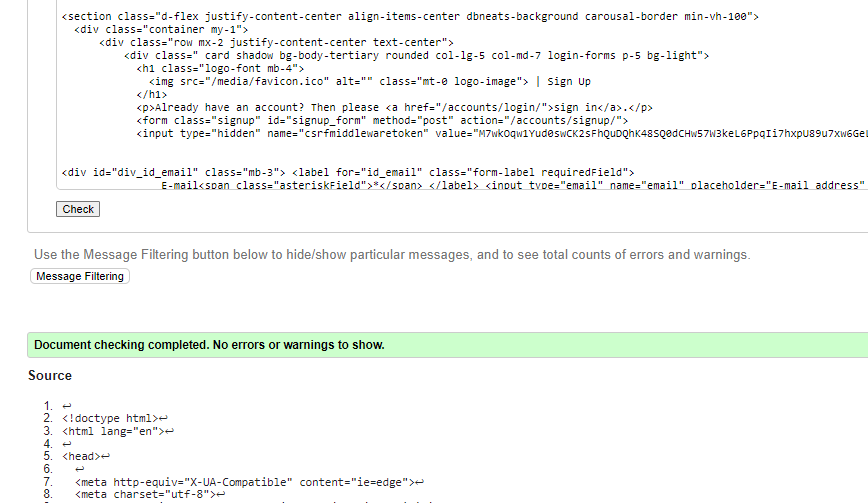 <section class="d-flex justify-content-center align-items-center dbneats-background carousal-border min-vh-100">
<div class="container my-1">
<div class="row mx-2 justify-content-center text-center">
<div class=" card shadow bg-body-tertiary rounded col-lg-5 col-md-7 login-forms p-5 bg-light">
<h1 class="logo-font mb-4">
<img src="/media/favicon.ico" alt="" class="mt-0 logo-image"> | Sign Up
</h1>
<p>Already have an account? Then please <a href="/accounts/login/">sign in</a>.</p>
<form class="signup" id="signup_form" method="post" action="/accounts/signup/">
<input type="hidden" name="csrfmiddlewaretoken" value="M7wkOqw1Yud0swCK2sFhQuDQhK48SQ0dCHw57W3keL6PpqIi7hxpU89u7xw6GeL
<div id="div_id_email" class="mb-3"> <label for="id_email" class="form-label requiredField">
E-mail<span class="asteriskField">*</span> </label> <input type="email" name="email" placeholder="E-mail address"
Check
Use the Message Filtering button below to hide/show particular messages, and to see total counts of errors and warnings.
Message Filtering
Document checking completed. No errors or warnings to show.
Source
1. ↩
2. <!doctype html>↩
3. <html lang="en">↩
4. ↩
5. <head>↩
6. ↩
7. <meta http-equiv="X-UA-Compatible" content="ie=edge">↩
8. <meta charset="utf-8">↩